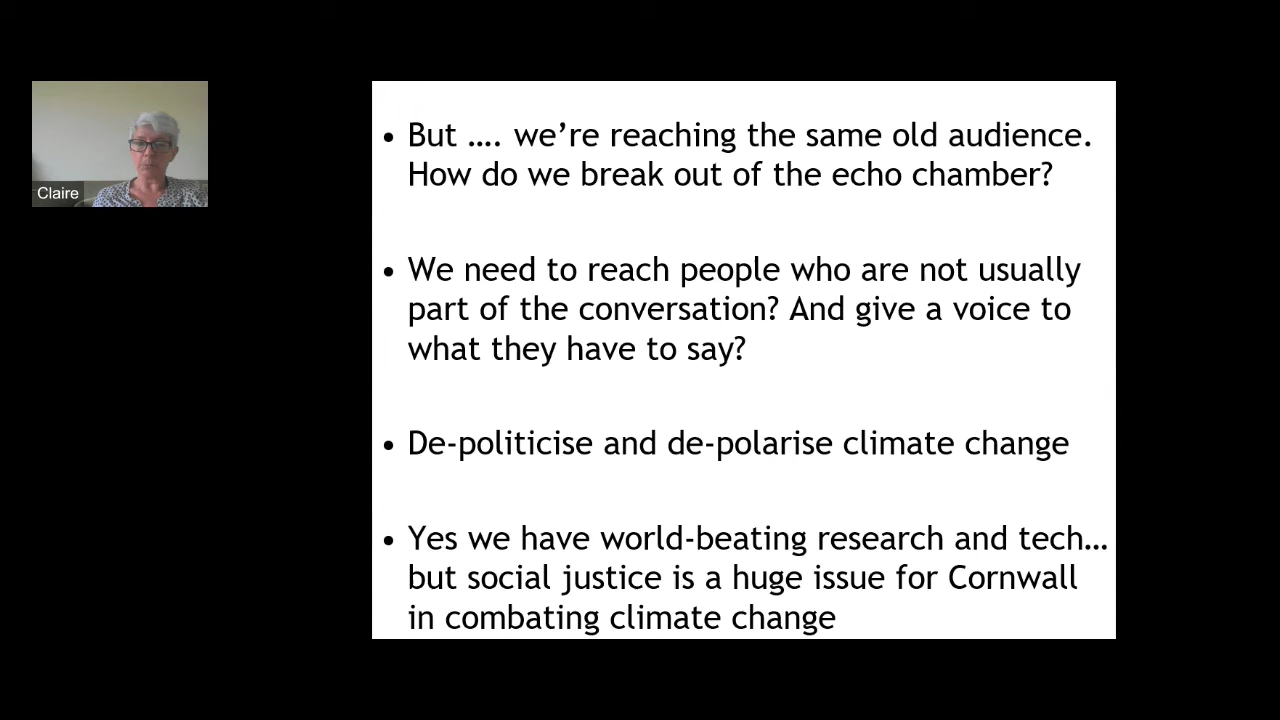 Claire
• But …. we’re reaching the same old audience.
How do we break out of the echo chamber?
• We need to reach people who are not usually
part of the conversation? And give a voice to
what they have to say?
• De-politicise and de-polarise climate change
• Yes we have world-beating research and tech…
but social justice is a huge issue for Cornwall
in combating climate change